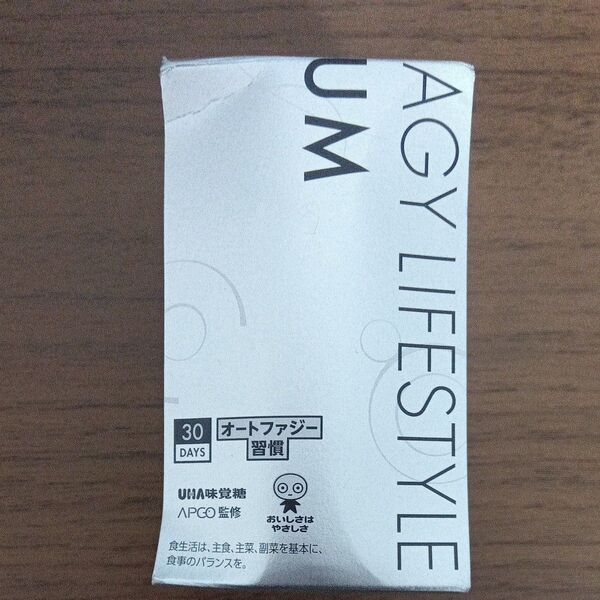 AGY LIFESTYLE
UM
30
DAYS
オートファジー
習慣
UHA味覚糖
APGO 監修
おいしさは
やさしさ
食生活は、主食、主菜、副菜を基本に、
食事のバランスを。